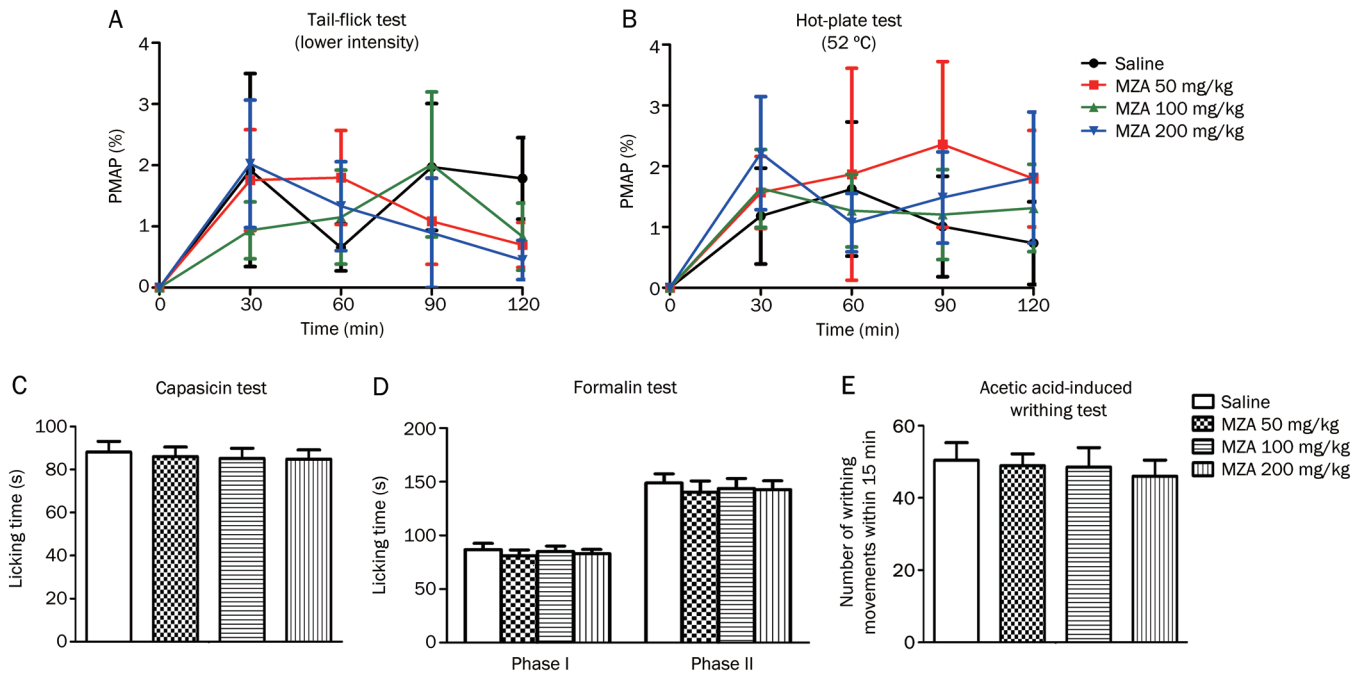 A
Tail-flick test
(lower intensity)
PMAP (%)
4
3
2
1
0
0 30 60 90 120
Time (min)
B
Hot-plate test
(52 ºC)
PMAP (%)
4
3
2
1
0
0 30 60 90 120
Time (min)
Saline
MZA 50 mg/kg
MZA 100 mg/kg
MZA 200 mg/kg
C
Capasicin test
Licking time (s)
100
80
60
40
20
0
D
Formalin test
Licking time (s)
200
150
100
50
0
Phase I Phase II
E
Acetic acid-induced
writhing test
Number of writhing
movements within 15 min
60
40
20
0
Saline
MZA 50 mg/kg
MZA 100 mg/kg
MZA 200 mg/kg